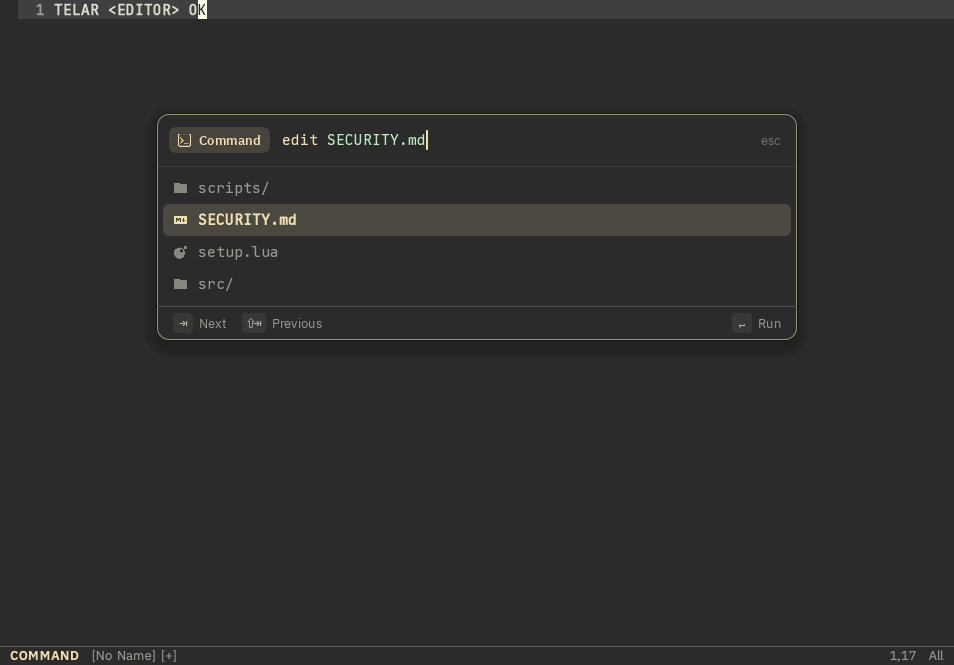 1 TELAR <EDITOR> OK
Command edit SECURITY.md esc
scripts/
SECURITY.md
setup.lua
src/
Next Previous Run
COMMAND [No Name] [+] 1,17 All